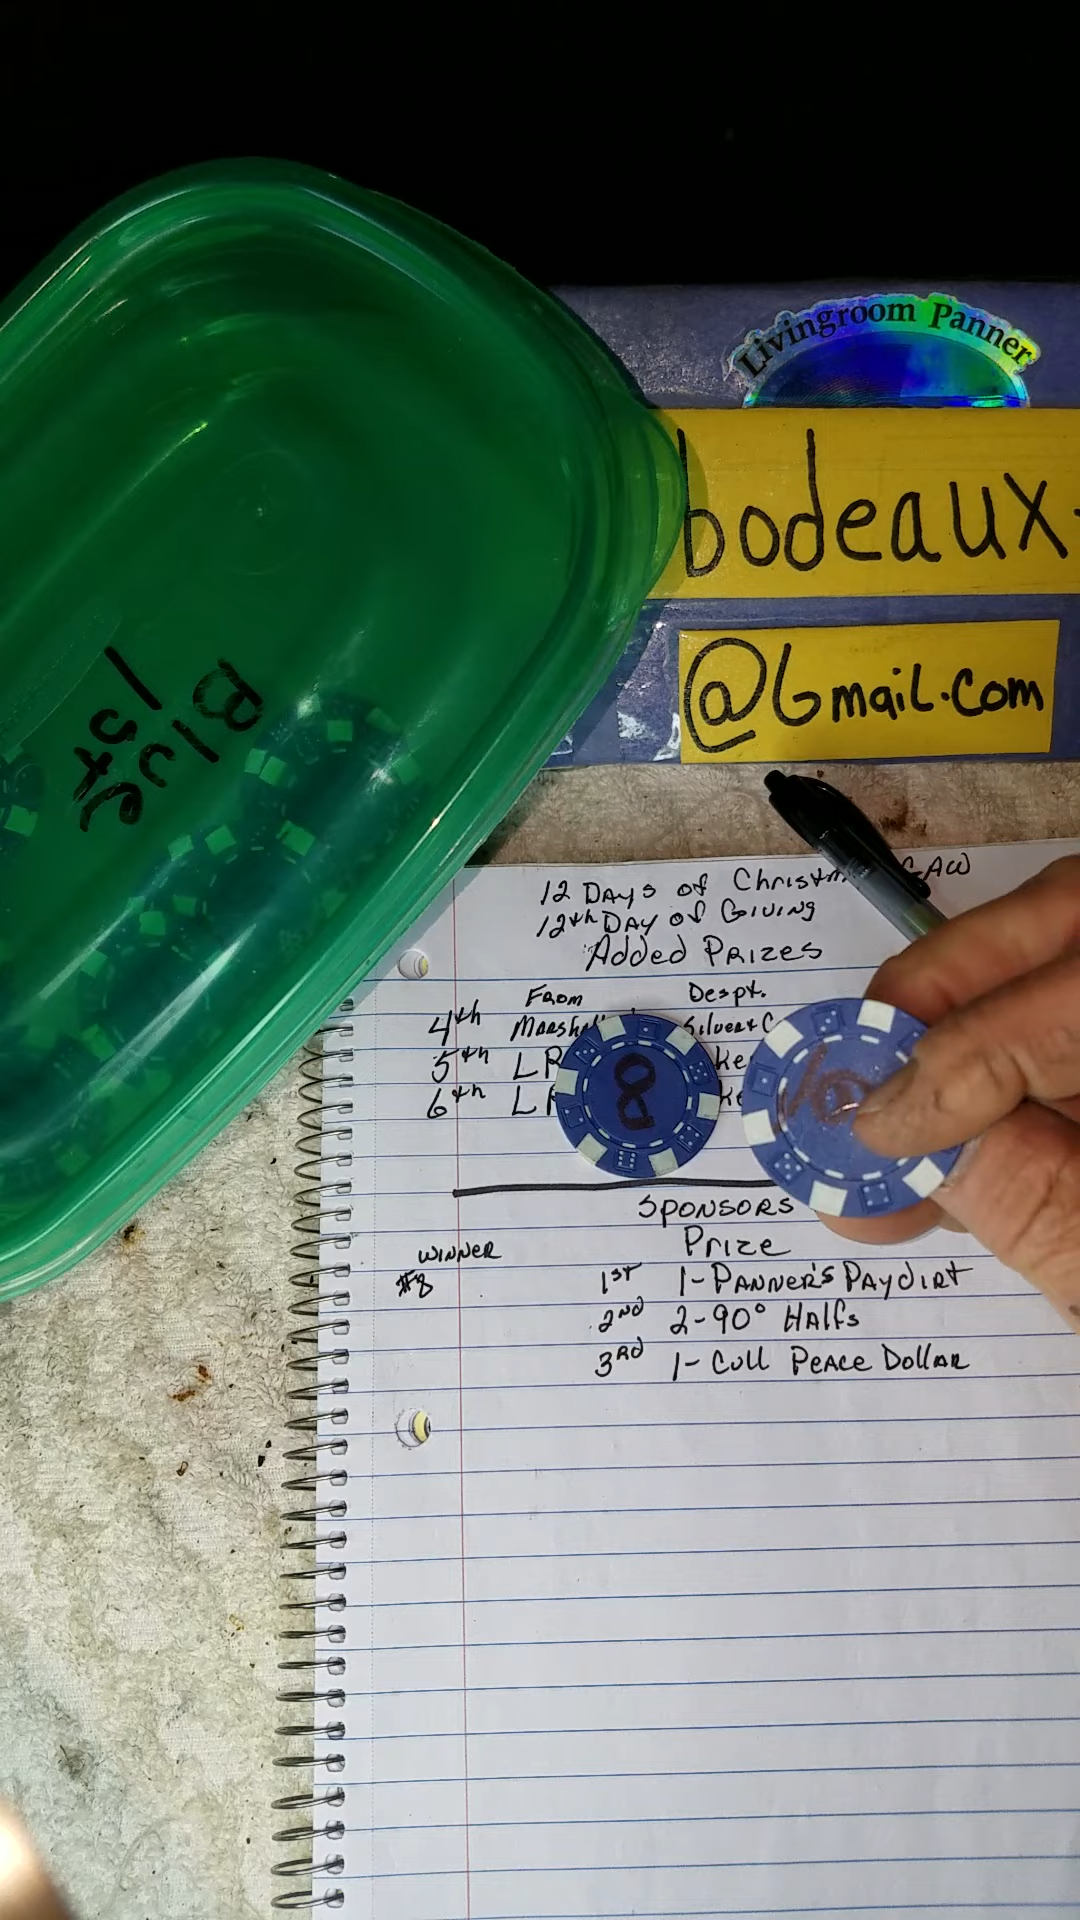 Livingroom Panner
bodeaux
@Gmail.com
Blue
12 Days of GAW
12th Day of Giving
Added Prizes
From Despt.
4th
5th
6th
8
Sponsors
Prize
Winner
#8 1st 1-Panner's Paydirt
2nd 2-90° Halfs
3rd 1-Cull Peace Dollar